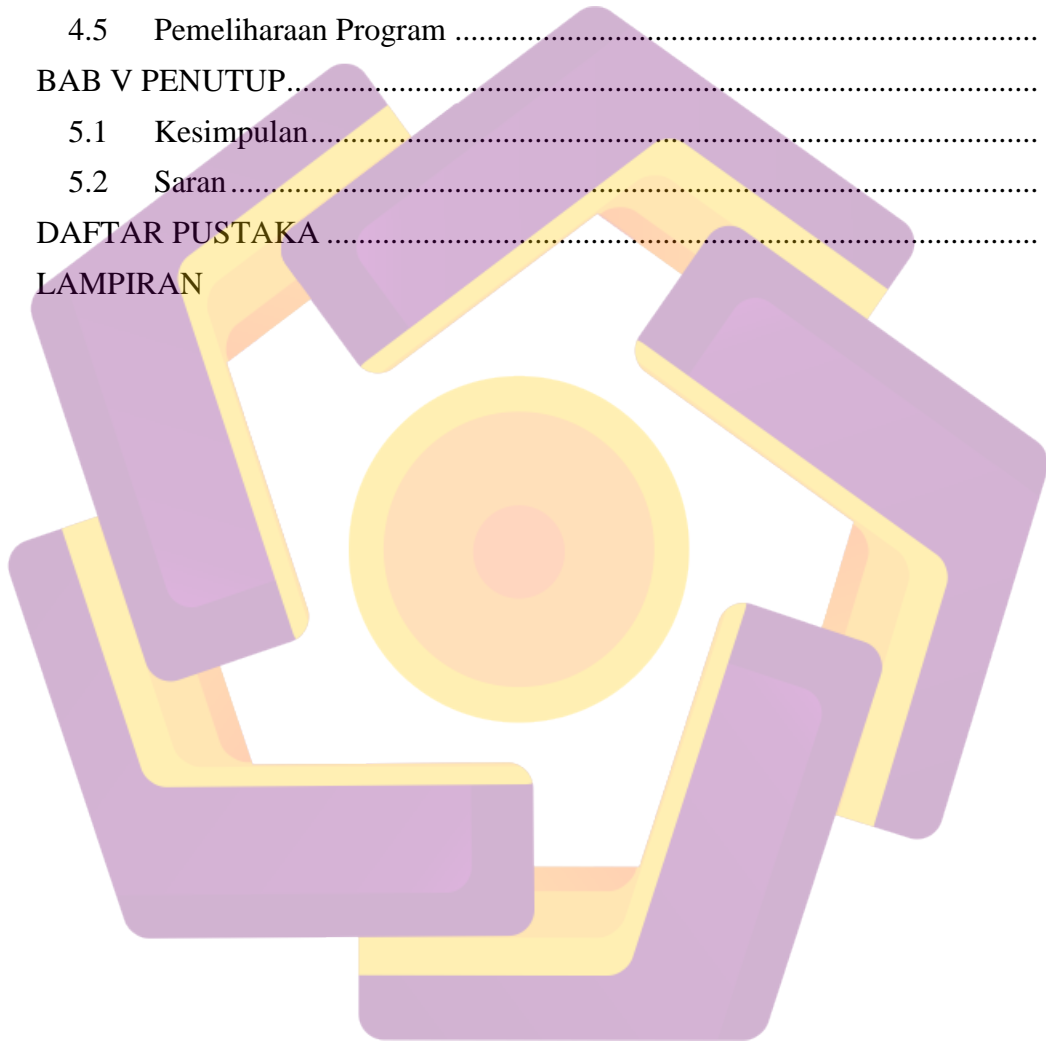 4.5 Pemeliharaan Program ..........................................................................
BAB V PENUTUP...............................................................................................
5.1 Kesimpulan............................................................................................
5.2 Saran ......................................................................................................
DAFTAR PUSTAKA ..........................................................................................
LAMPIRAN